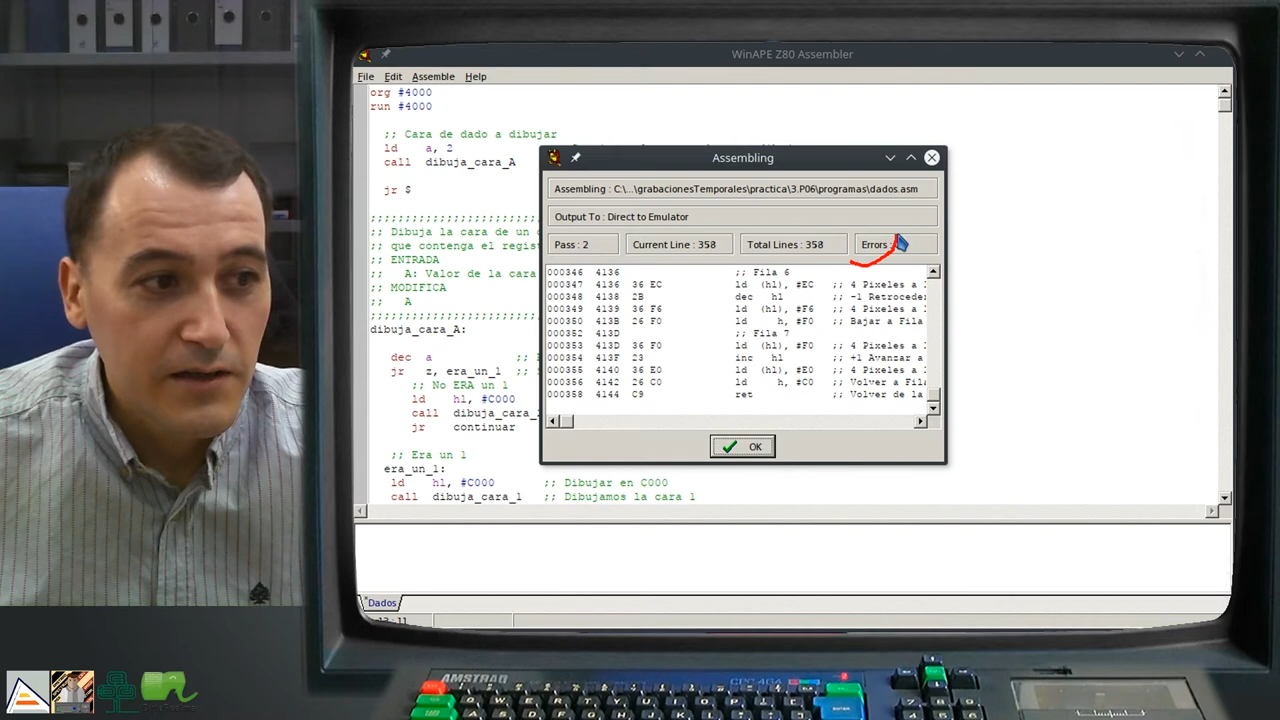 WinAPE Z80 Assembler
File Edit Assemble Help
org #4000
run #4000
;; Cara de dado a dibujar
ld a, 2
call dibuja_cara_A
jr $
;; Dibuja la cara de un
;; que contenga el regis
;; ENTRADA
;; A: Valor de la cara
;; MODIFICA
;; A
dibuja_cara_A:
dec a ;;
jr z, era_un_1 ;;
;; No ERA un 1
ld hl, #C000
call dibuja_cara_
jr continuar
;; Era un 1
era_un_1:
ld hl, #C000 ;; Dibujar en C000
call dibuja_cara_1 ;; Dibujamos la cara 1
Assembling
Assembling : C:\...\grabacionesTemporales\practica\3.P06\programas\dados.asm
Output To : Direct to Emulator
Pass : 2 Current Line : 358 Total Lines : 358 Errors
000346 4136 ;; Fila 6
000347 4136 36 EC ld (hl), #EC ;; 4 Pixeles a
000348 4138 2B dec hl ;; -1 Retroceder
000349 4139 36 F6 ld (hl), #F6 ;; 4 Pixeles a
000350 413B 26 F0 ld h, #F0 ;; Bajar a Fila
000352 413D ;; Fila 7
000353 413D 36 F0 ld (hl), #F0 ;; 4 Pixeles a
000354 413F 23 inc hl ;; +1 Avanzar a
000355 4140 36 E0 ld (hl), #E0 ;; 4 Pixeles a
000356 4142 26 C0 ld h, #C0 ;; Volver a Fila
000358 4144 C9 ret ;; Volver de la
OK
Dados
AMSTRAD
ENTER